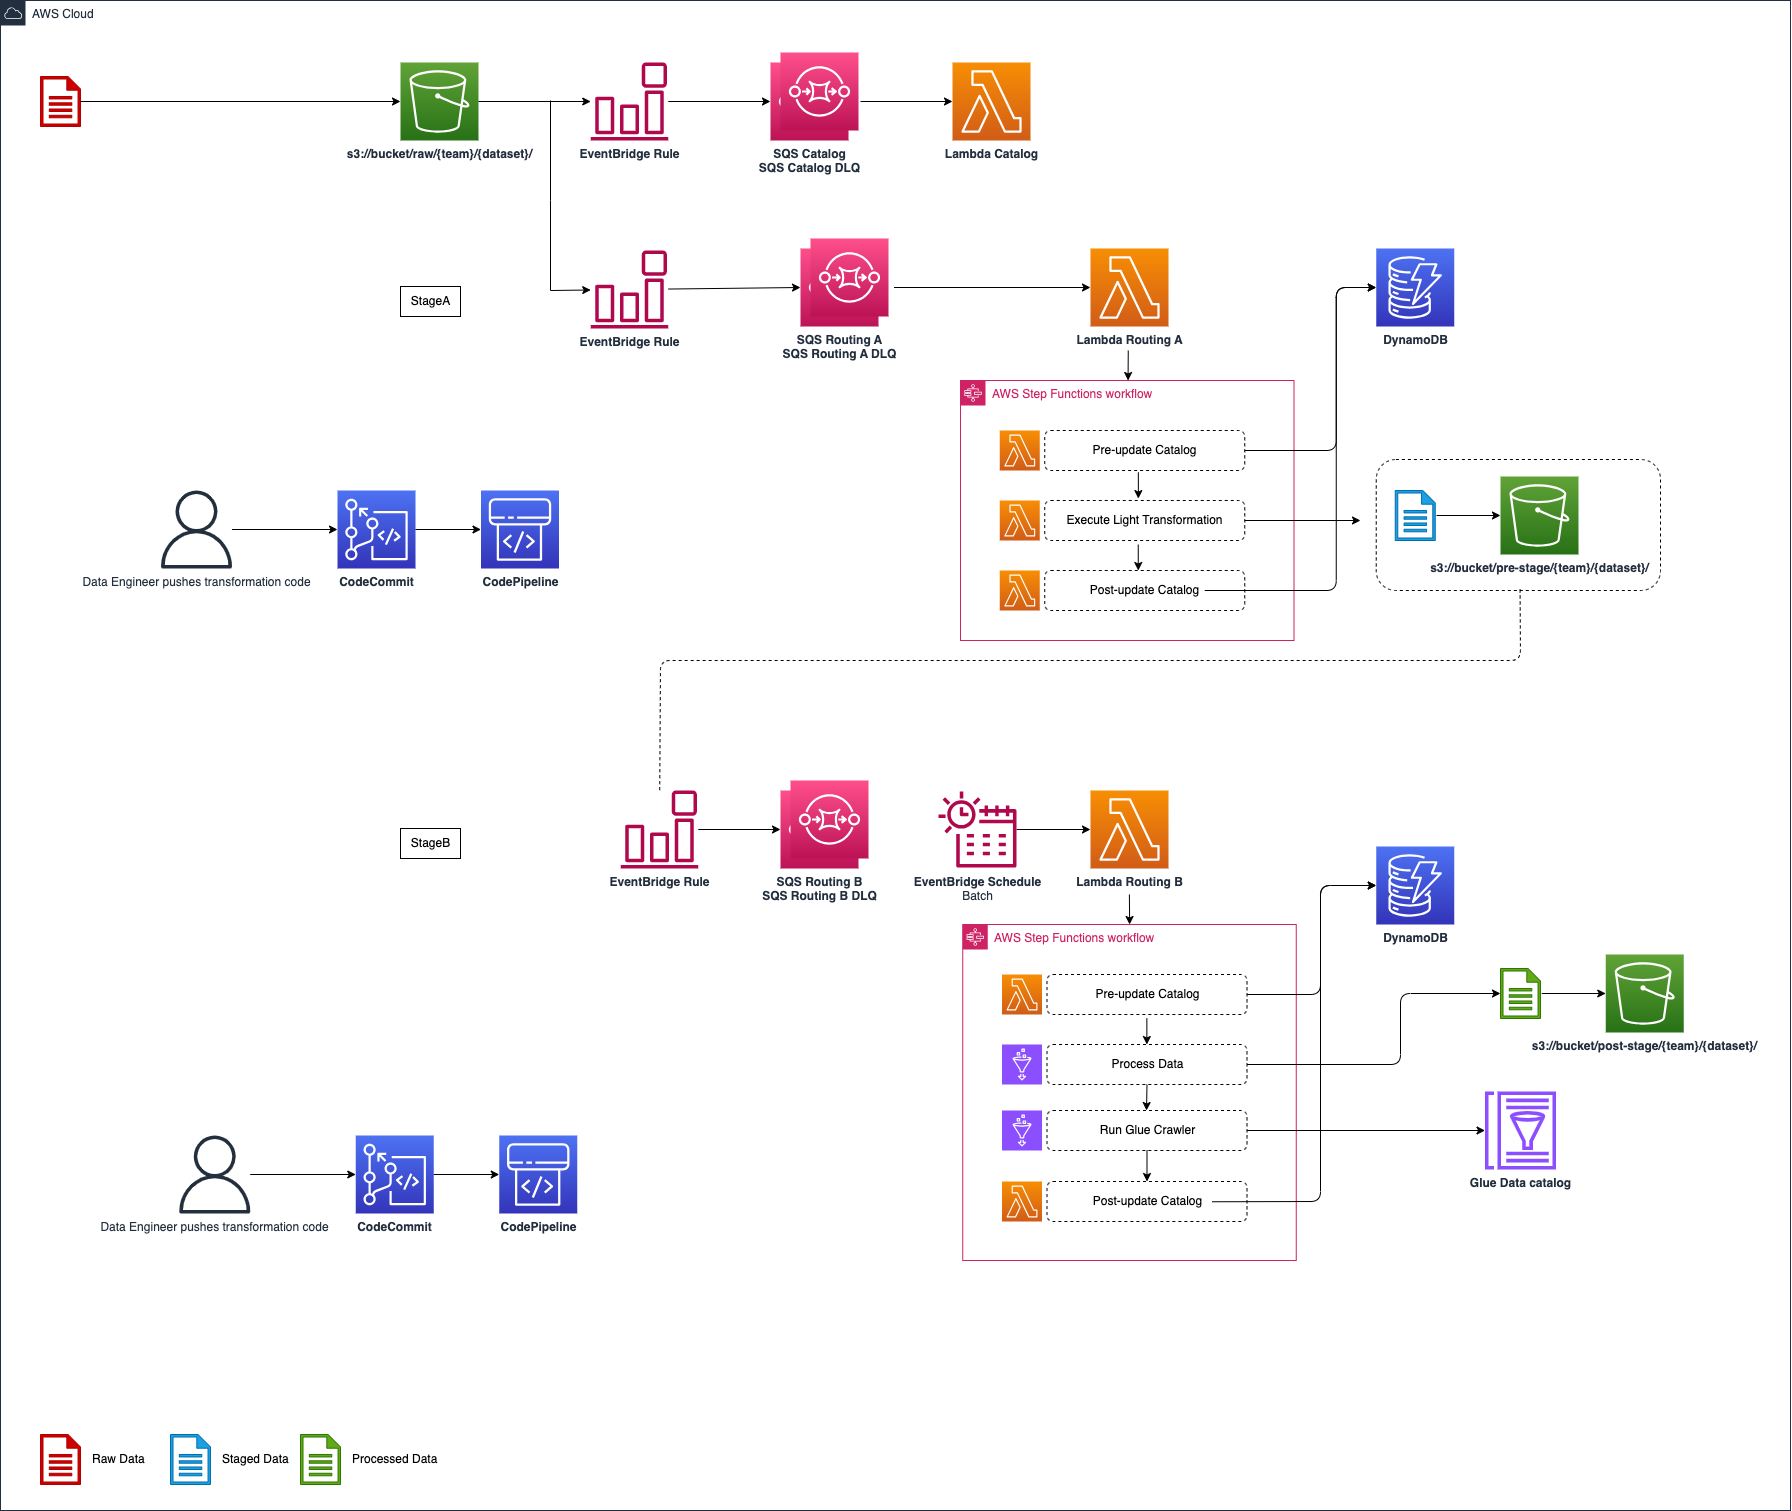 AWS Cloud
s3://bucket/raw/{team}/{dataset}/
EventBridge Rule
SQS Catalog
SQS Catalog DLQ
Lambda Catalog
StageA
EventBridge Rule
SQS Routing A
SQS Routing A DLQ
Lambda Routing A
DynamoDB
AWS Step Functions workflow
Pre-update Catalog
Execute Light Transformation
Post-update Catalog
s3://bucket/pre-stage/{team}/{dataset}/
Data Engineer pushes transformation code
CodeCommit
CodePipeline
StageB
EventBridge Rule
SQS Routing B
SQS Routing B DLQ
EventBridge Schedule
Batch
Lambda Routing B
DynamoDB
AWS Step Functions workflow
Pre-update Catalog
Process Data
Run Glue Crawler
Post-update Catalog
s3://bucket/post-stage/{team}/{dataset}/
Glue Data catalog
Data Engineer pushes transformation code
CodeCommit
CodePipeline
Raw Data
Staged Data
Processed Data